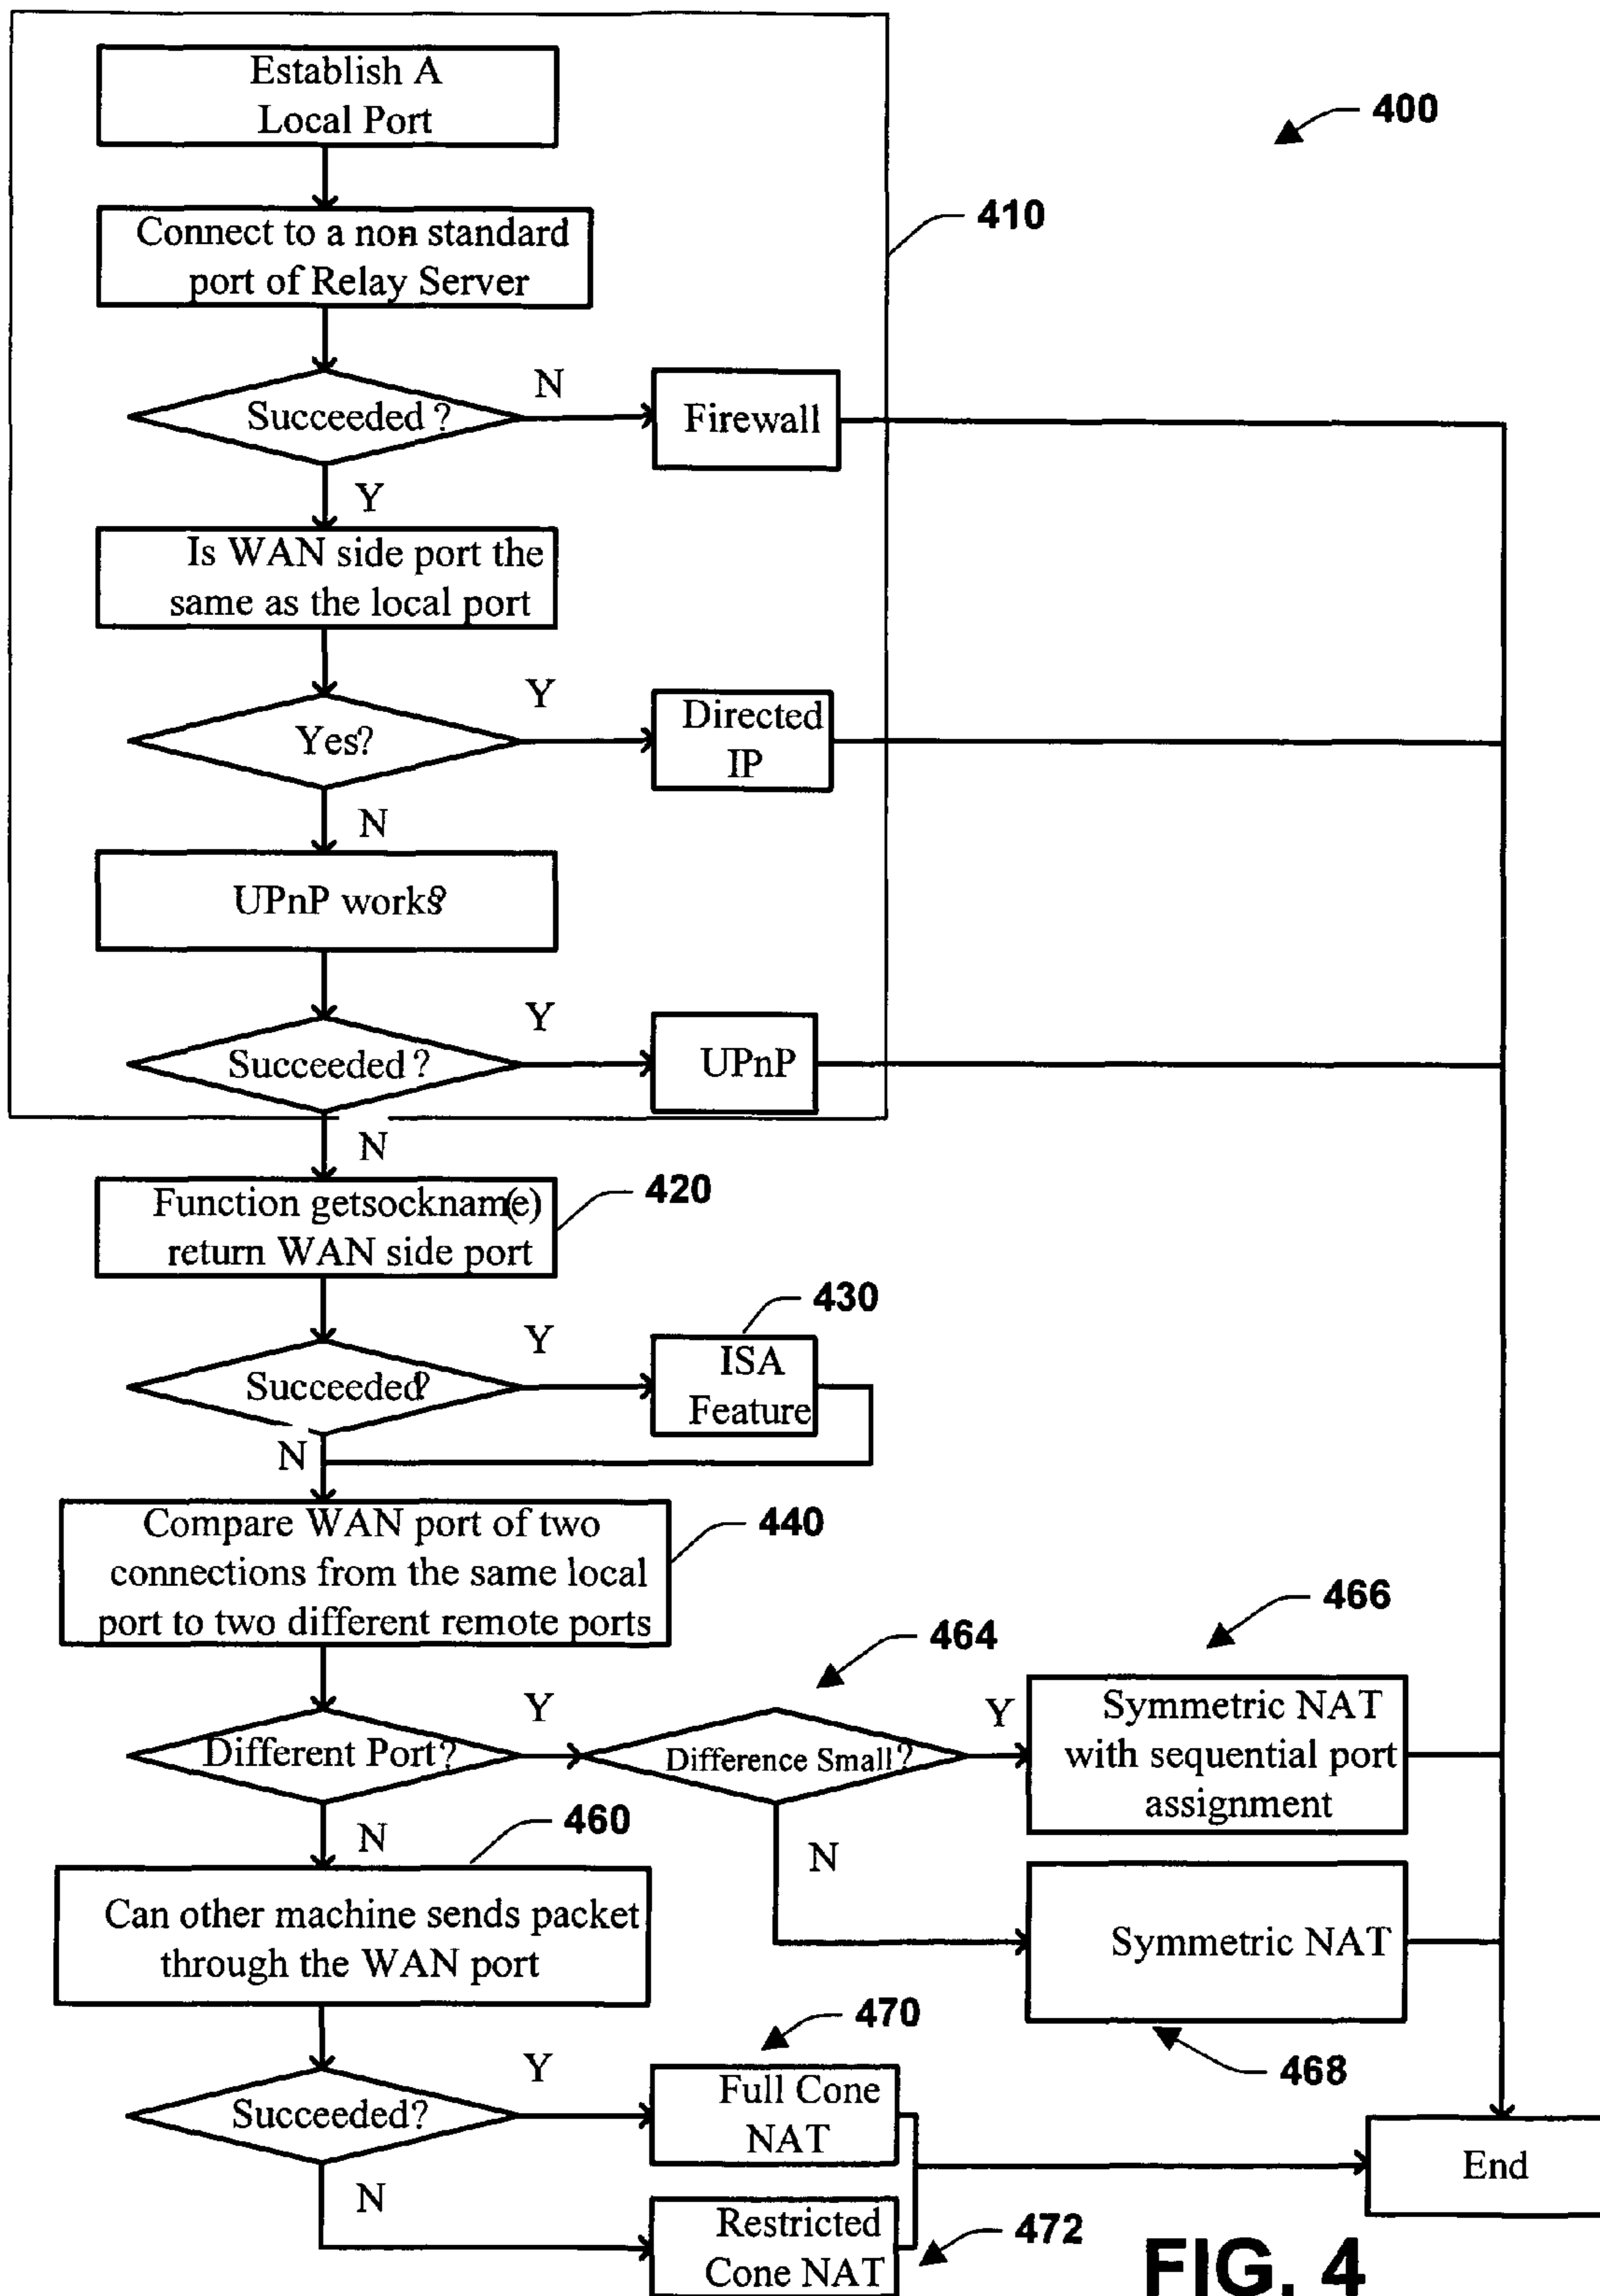 Establish A
Local Port
400
410
Connect to a non standard
port of Relay Server
Succeeded?
N
Firewall
Y
Is WAN side port the
same as the local port
Yes?
Y
Directed
IP
N
UPnP works?
Succeeded?
Y
UPnP
N
Function getsockname()
return WAN side port
420
430
Succeeded?
Y
ISA
Feature
N
Compare WAN port of two
connections from the same local
port to two different remote ports
440
464
466
Different Port?
Y
Difference Small?
Y
Symmetric NAT
with sequential port
assignment
N
460
N
Can other machine sends packet
through the WAN port
Symmetric NAT
468
470
Succeeded?
Y
Full Cone
NAT
End
N
Restricted
Cone NAT
472
FIG. 4